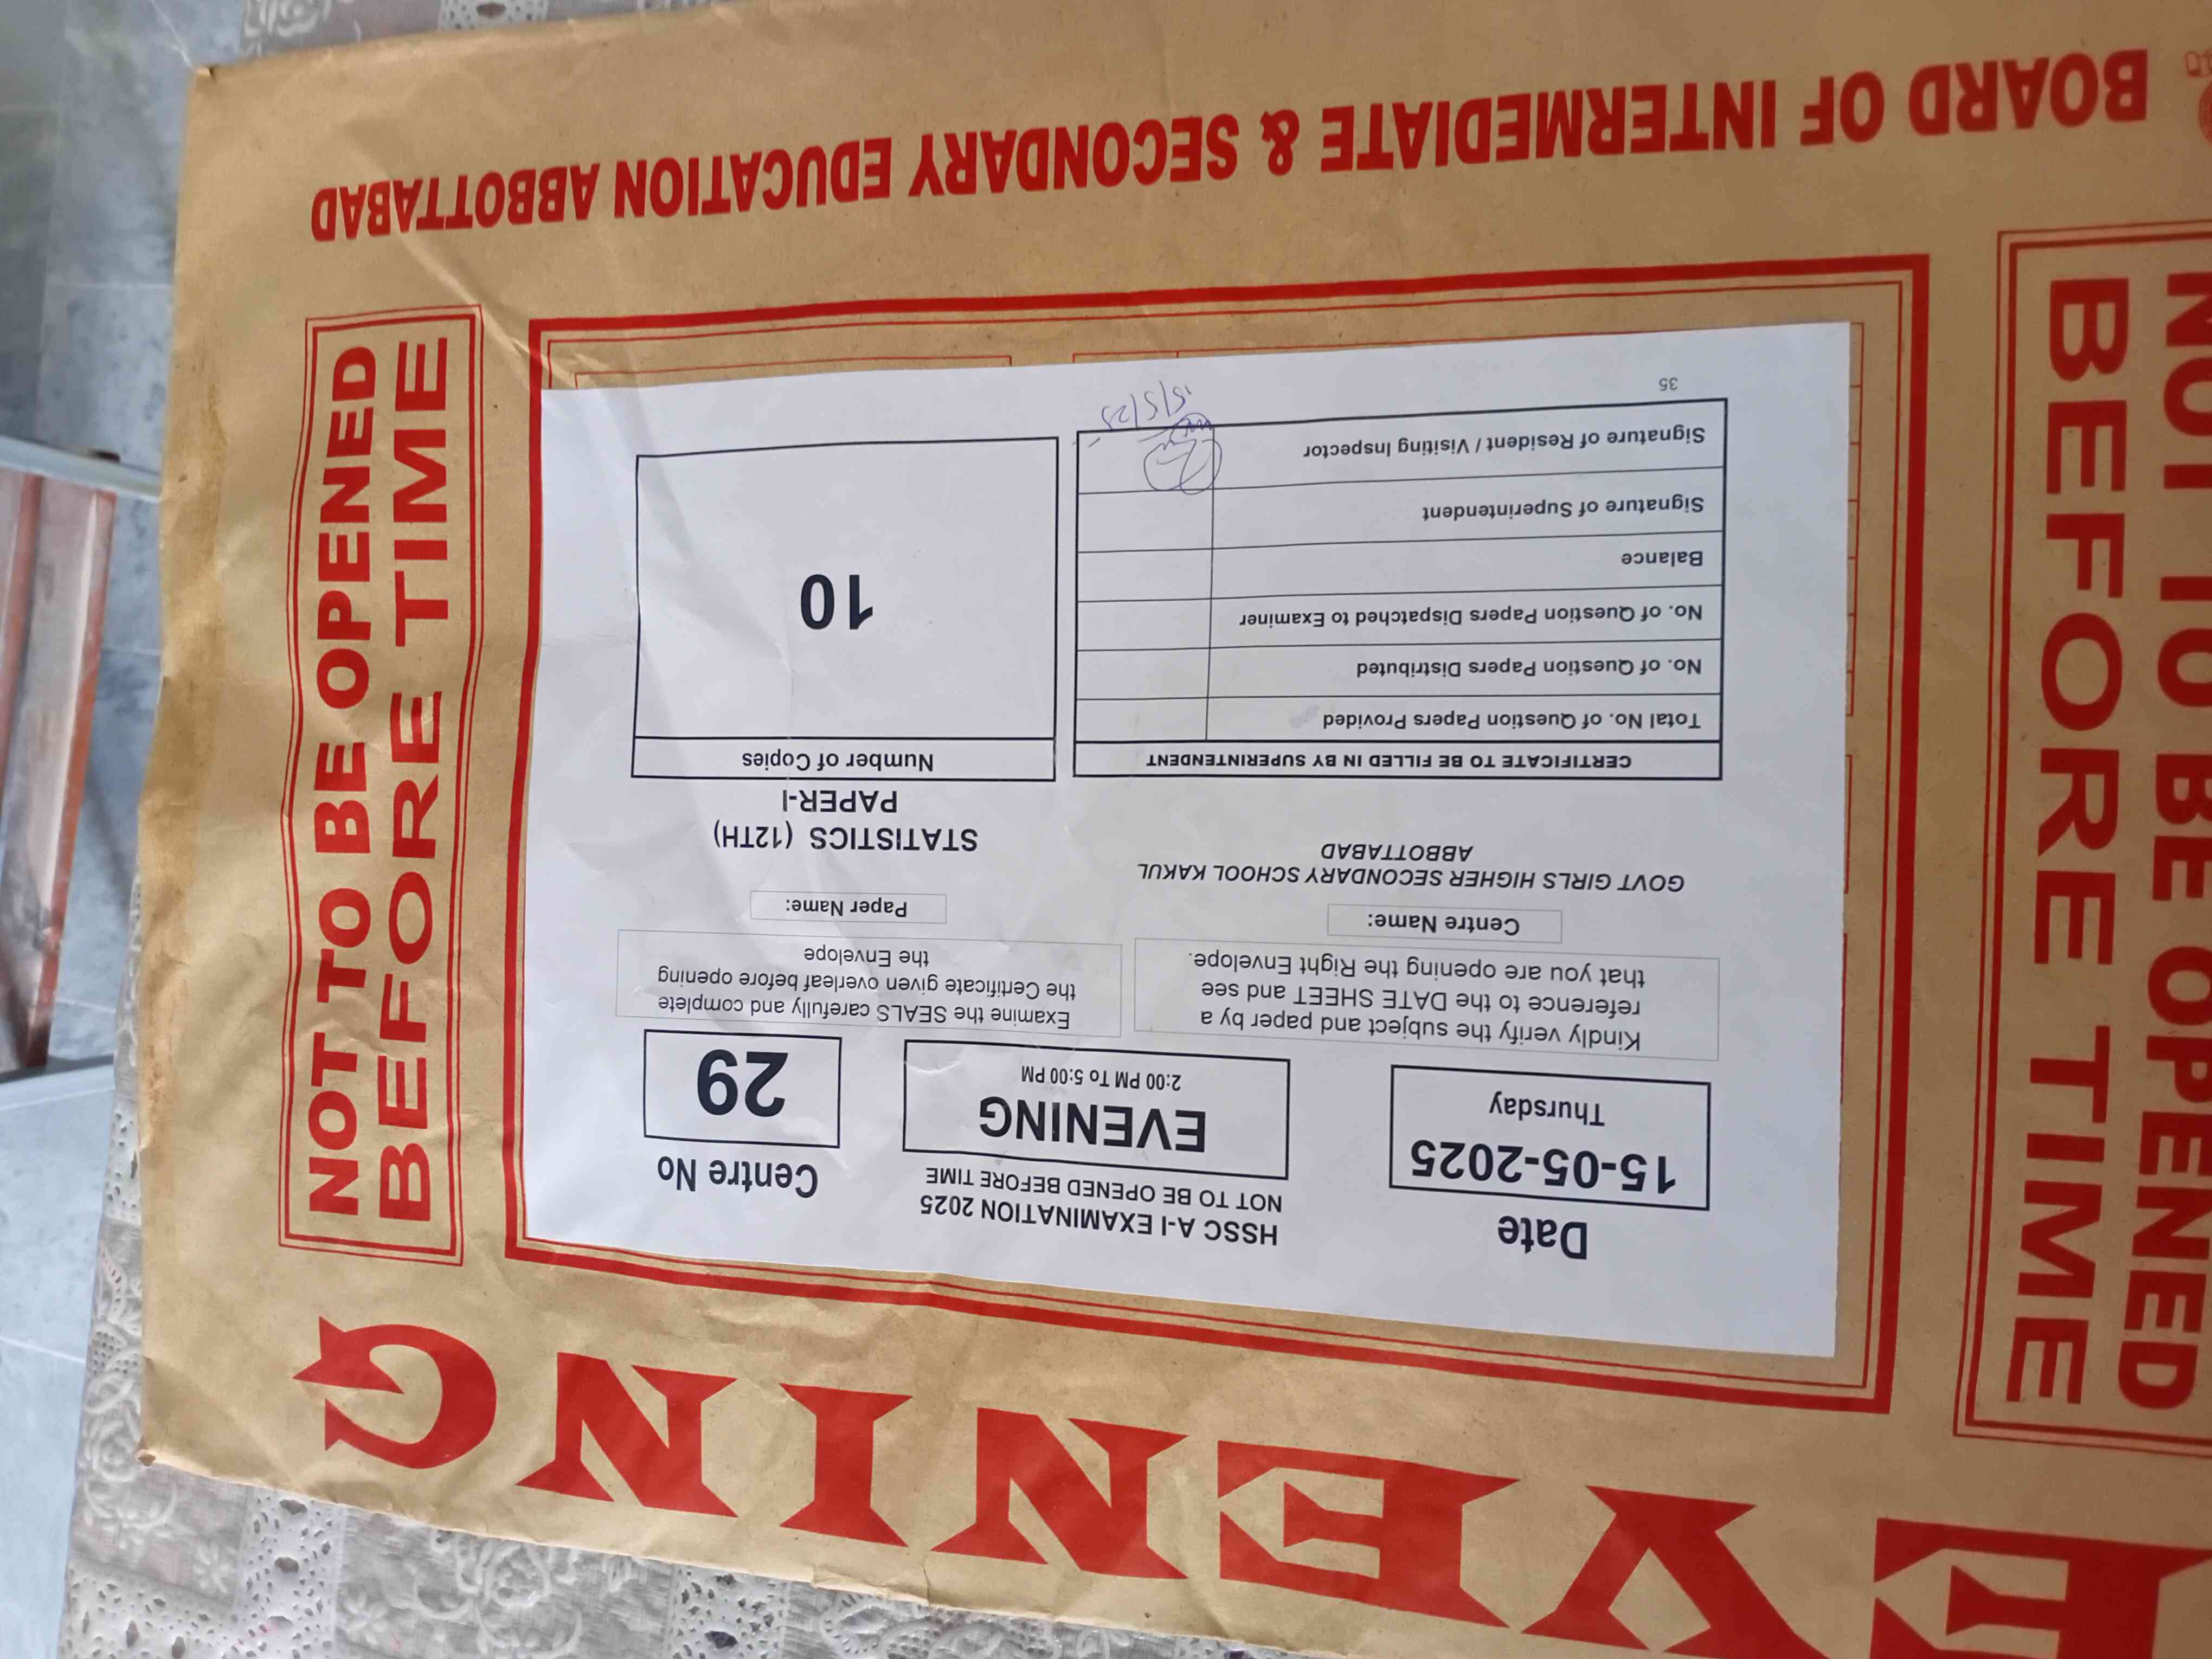 EVENING
NOT TO BE OPENED
BEFORE TIME
Date
15-05-2025
Thursday
HSSC A-I EXAMINATION 2025
NOT TO BE OPENED BEFORE TIME
EVENING
2:00 PM To 5:00 PM
Centre No
29
Kindly verify the subject and paper by a
reference to the DATE SHEET and see
that you are opening the Right Envelope.
Examine the SEALS carefully and complete
the Certificate given overleaf before opening
the Envelope
Centre Name:
GOVT GIRLS HIGHER SECONDARY SCHOOL KAKUL
ABBOTTABAD
Paper Name:
STATISTICS (12TH)
PAPER-I
CERTIFICATE TO BE FILLED IN BY SUPERINTENDENT
Total No. of Question Papers Provided
No. of Question Papers Distributed
No. of Question Papers Dispatched to Examiner
Balance
Signature of Superintendent
Signature of Resident / Visiting Inspector
15/5/25
35
Number of Copies
10
NOT TO BE OPENED
BEFORE TIME
BOARD OF INTERMEDIATE & SECONDARY EDUCATION ABBOTTABAD